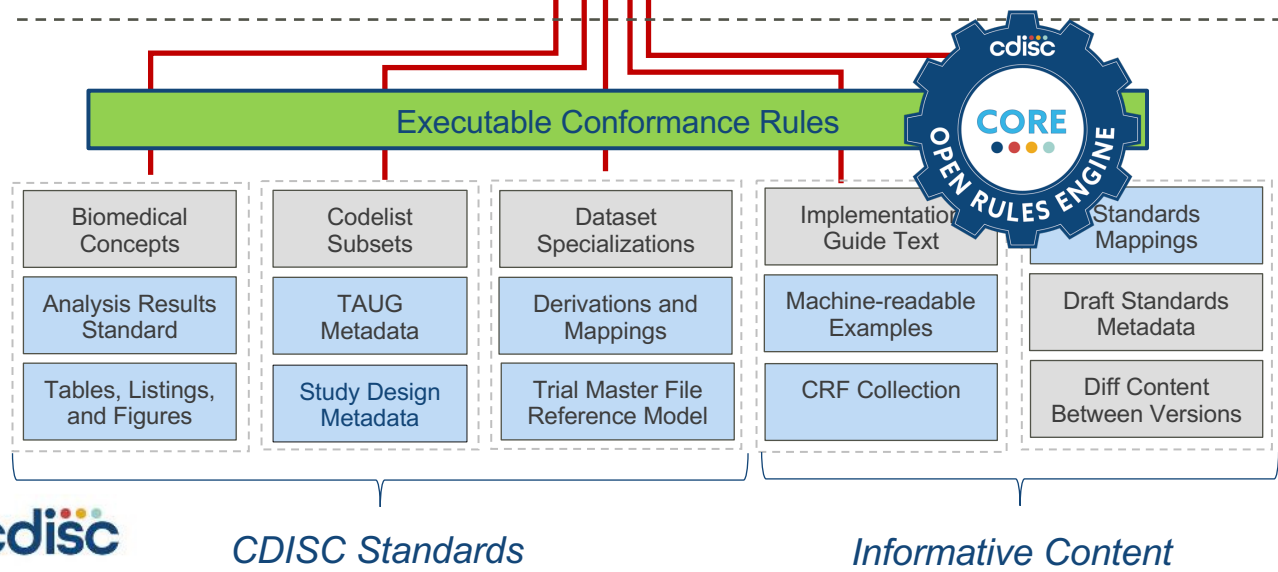 cdisc
CORE
OPEN RULES ENGINE
Executable Conformance Rules
Biomedical
Concepts
Codelist
Subsets
Dataset
Specializations
Implementation
Guide Text
Standards
Mappings
Analysis Results
Standard
TAUG
Metadata
Derivations and
Mappings
Machine-readable
Examples
Draft Standards
Metadata
Tables, Listings,
and Figures
Study Design
Metadata
Trial Master File
Reference Model
CRF Collection
Diff Content
Between Versions
cdisc
CDISC Standards
Informative Content